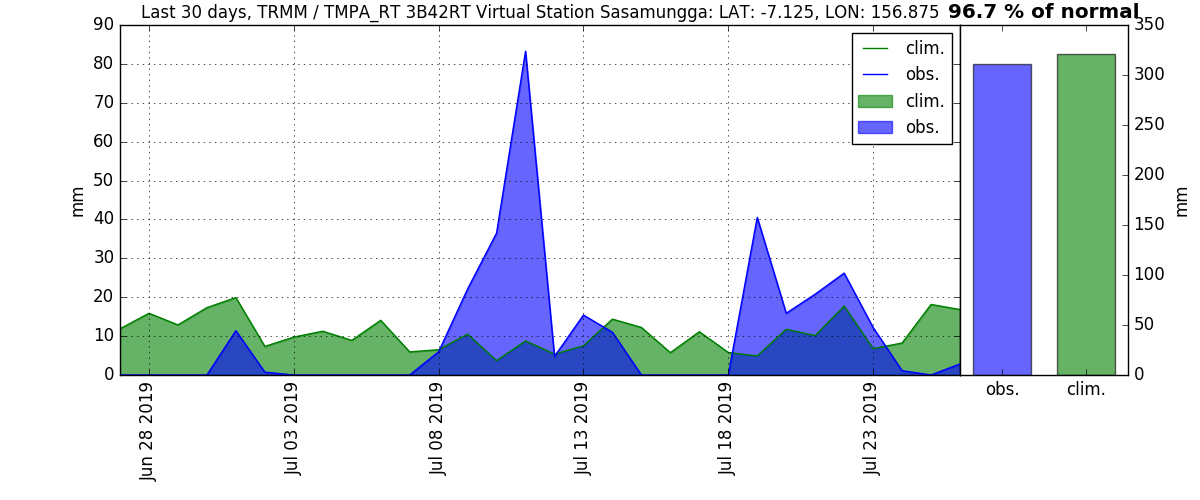 Last 30 days, TRMM / TMPA_RT 3B42RT Virtual Station Sasamungga: LAT: -7.125, LON: 156.875 96.7 % of normal
90
80
70
60
50
40
30
20
10
0
mm
clim.
obs.
clim.
obs.
350
300
250
200
150
100
50
0
mm
obs.
clim.
Jun 28 2019
Jul 03 2019
Jul 08 2019
Jul 13 2019
Jul 18 2019
Jul 23 2019